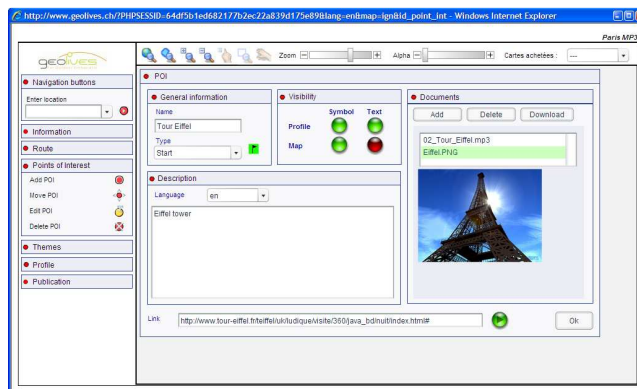 http://www.geolives.ch/?PHPSESSID=64df5b1ed682177b2ec22a839d175e89&lang=en&map=ign&id_point_int - Windows Internet Explorer
Paris MP3
geolives
Zoom
Alpha
Cartes achetées :
---
Navigation buttons
Enter location
Information
Route
Points of Interest
Add POI
Move POI
Edit POI
Delete POI
Themes
Profile
Publication
POI
General information
Name
Tour Eiffel
Type
Start
Visibility
Symbol Text
Profile
Map
Documents
Add Delete Download
02_Tour_Eiffel.mp3
Eiffel.PNG
Description
Language en
Eiffel tower
Link http://www.tour-eiffel.fr/teiffel/uk/ludique/visite/360/java_bd/nuit/index.html#
Ok